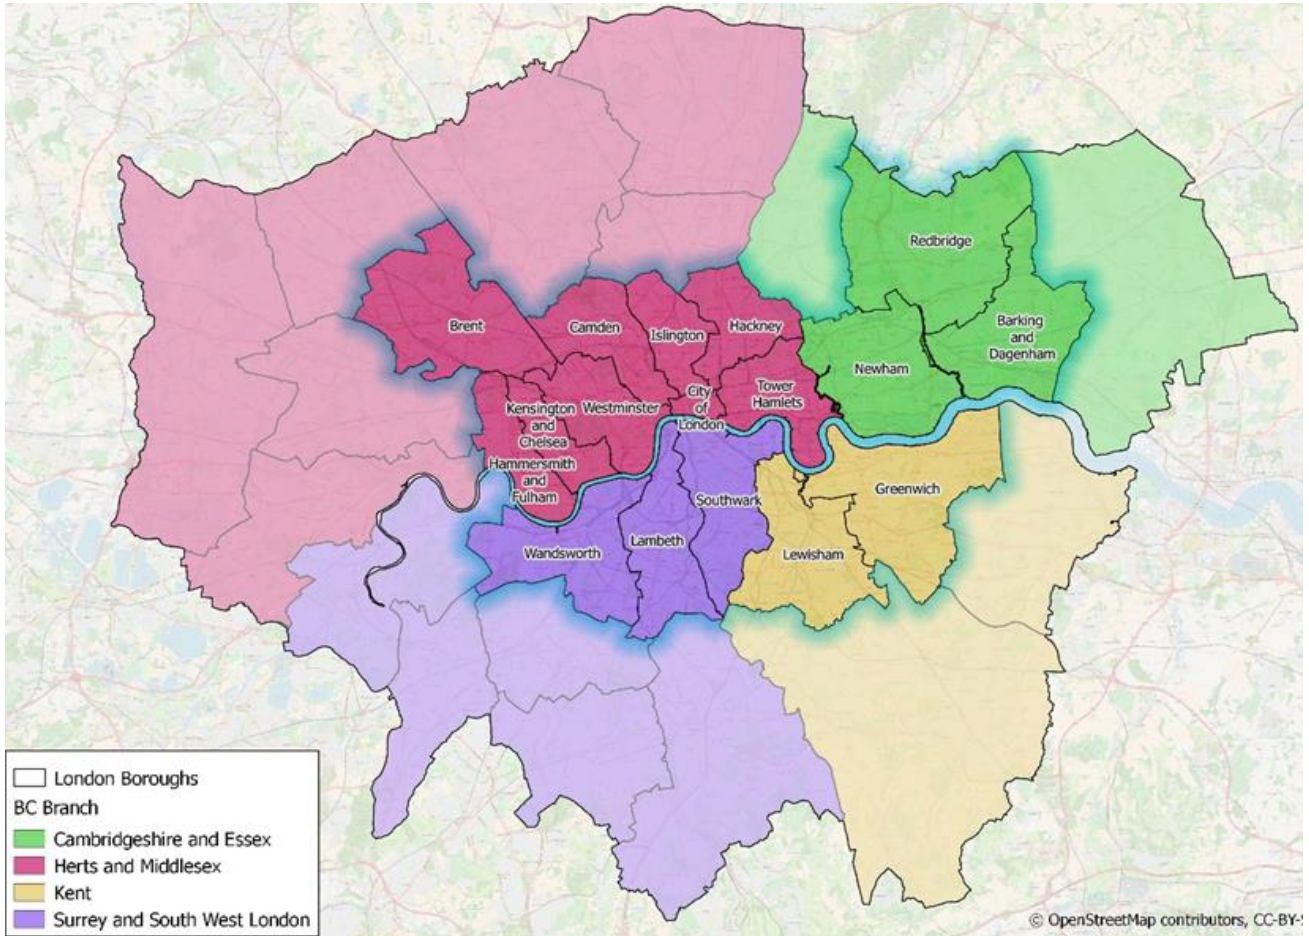 Redbridge
Brent
Camden
Islington
Hackney
Barking
and
Dagenham
Newham
Kensington
and
Chelsea
Westminster
City
of
London
Tower
Hamlets
Hammersmith
and
Fulham
Southwark
Greenwich
Wandsworth
Lambeth
Lewisham
London Boroughs
BC Branch
Cambridgeshire and Essex
Herts and Middlesex
Kent
Surrey and South West London
© OpenStreetMap contributors, CC-BY-